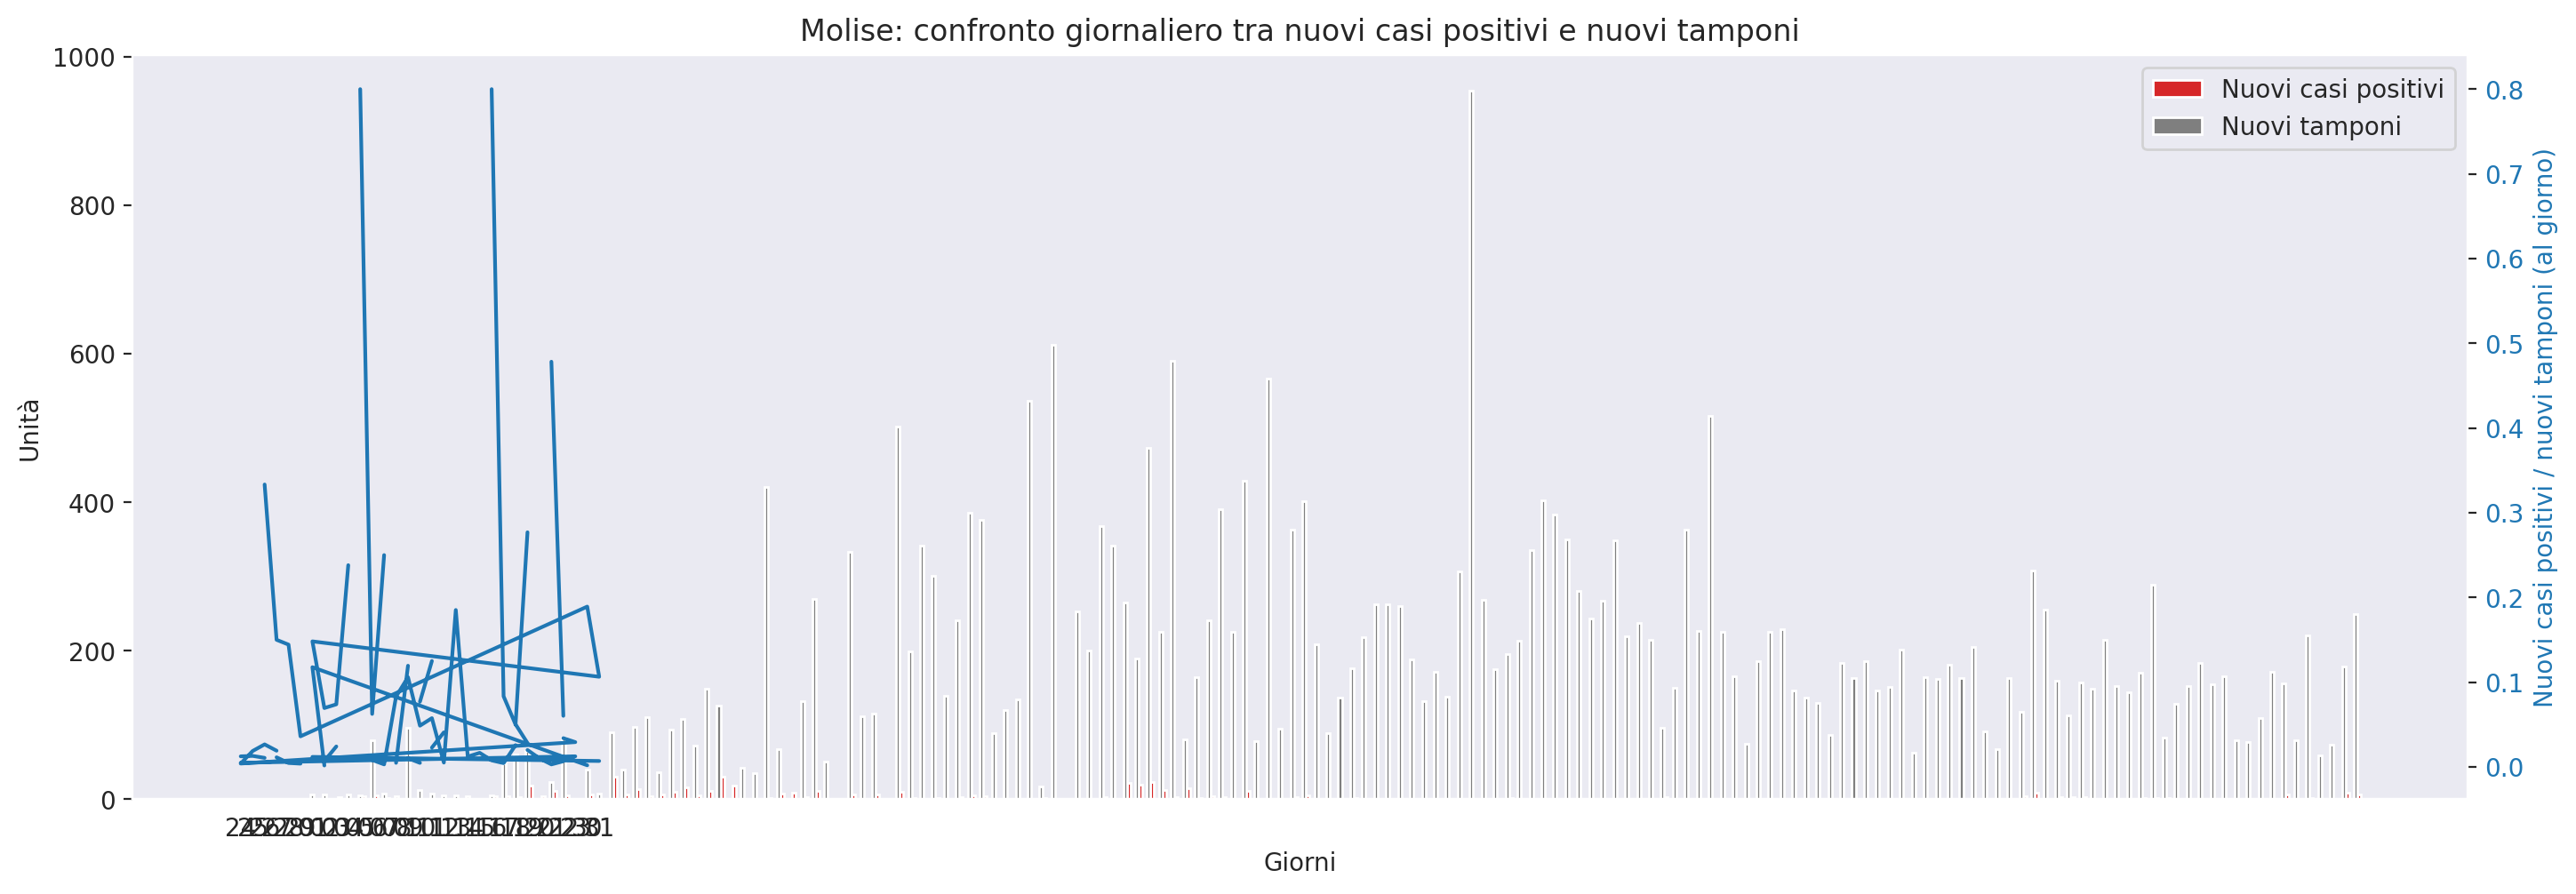 Molise: confronto giornaliero tra nuovi casi positivi e nuovi tamponi
1000
800
600
400
200
0
Unità
Nuovi casi positivi
Nuovi tamponi
0.8
0.7
0.6
0.5
0.4
0.3
0.2
0.1
0.0
Nuovi casi positivi / nuovi tamponi (al giorno)
Giorni